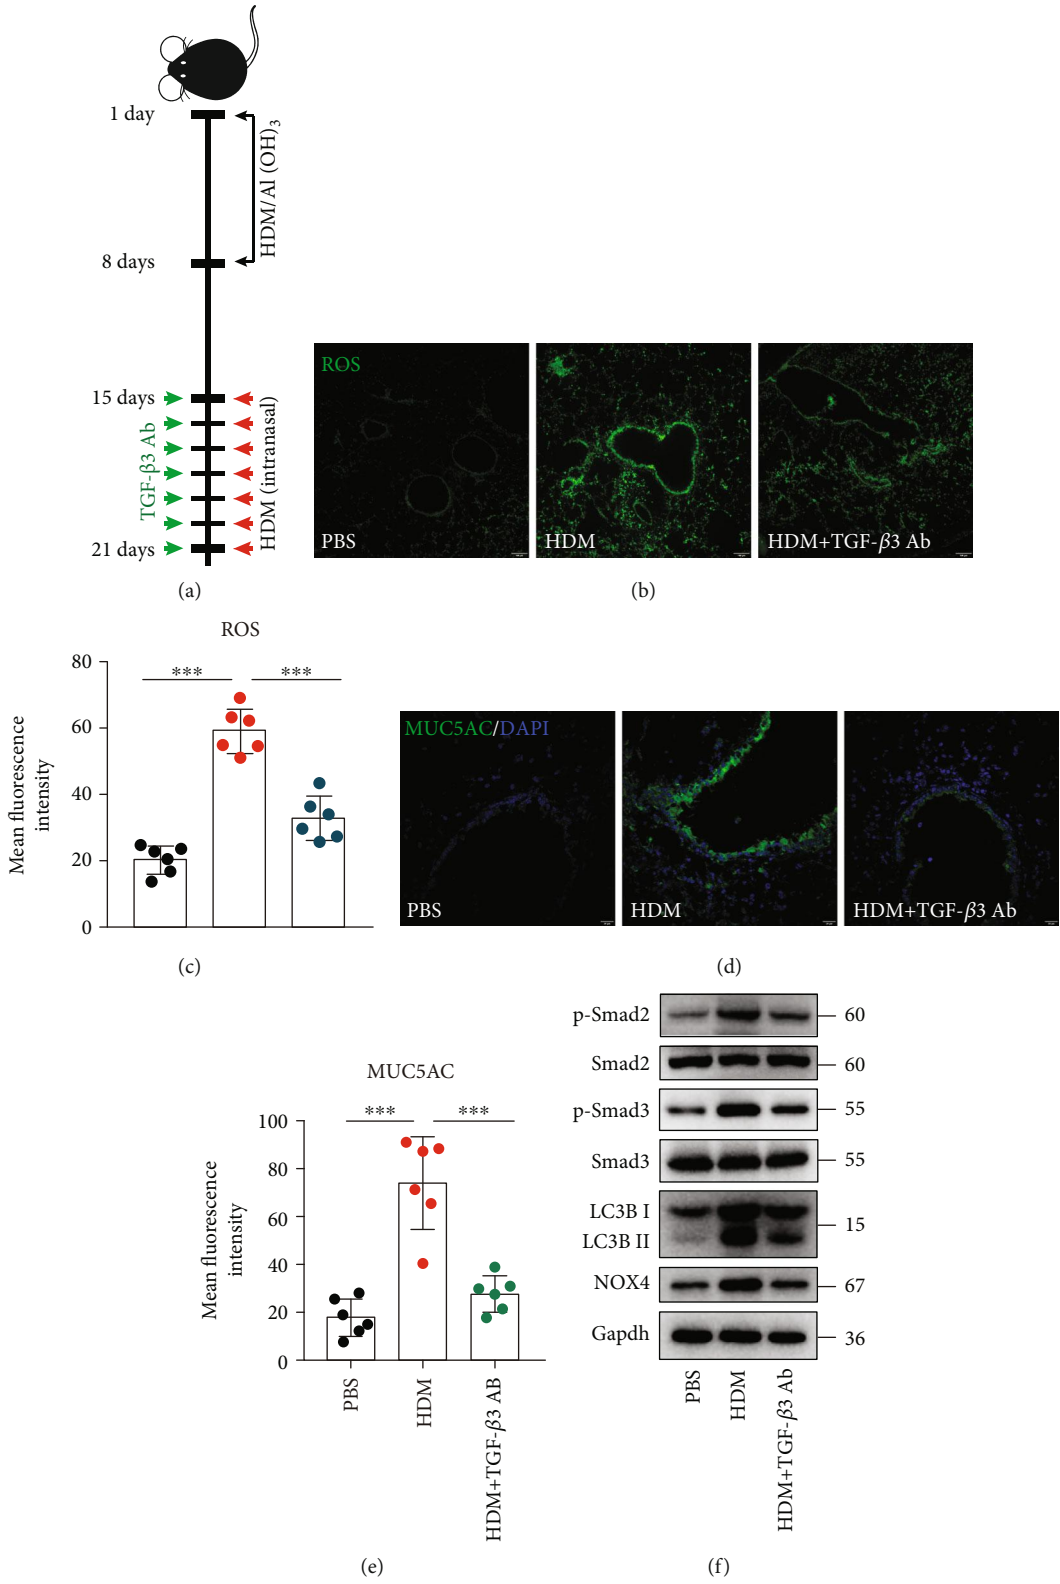 1 day
HDM/Al (OH)3
8 days
15 days
TGF-β3 Ab
HDM (intranasal)
21 days
(a)
ROS
PBS
HDM
HDM+TGF-β3 Ab
(b)
ROS
Mean fluorescence
intensity
80
60
40
20
0
***
***
(c)
MUC5AC/DAPI
PBS
HDM
HDM+TGF-β3 Ab
(d)
MUC5AC
Mean fluorescence
intensity
100
80
60
40
20
0
***
***
PBS
HDM
HDM+TGF-β3 AB
(e)
p-Smad2
60
Smad2
60
p-Smad3
55
Smad3
55
LC3B I
15
LC3B II
NOX4
67
Gapdh
36
PBS
HDM
HDM+TGF-β3 Ab
(f)